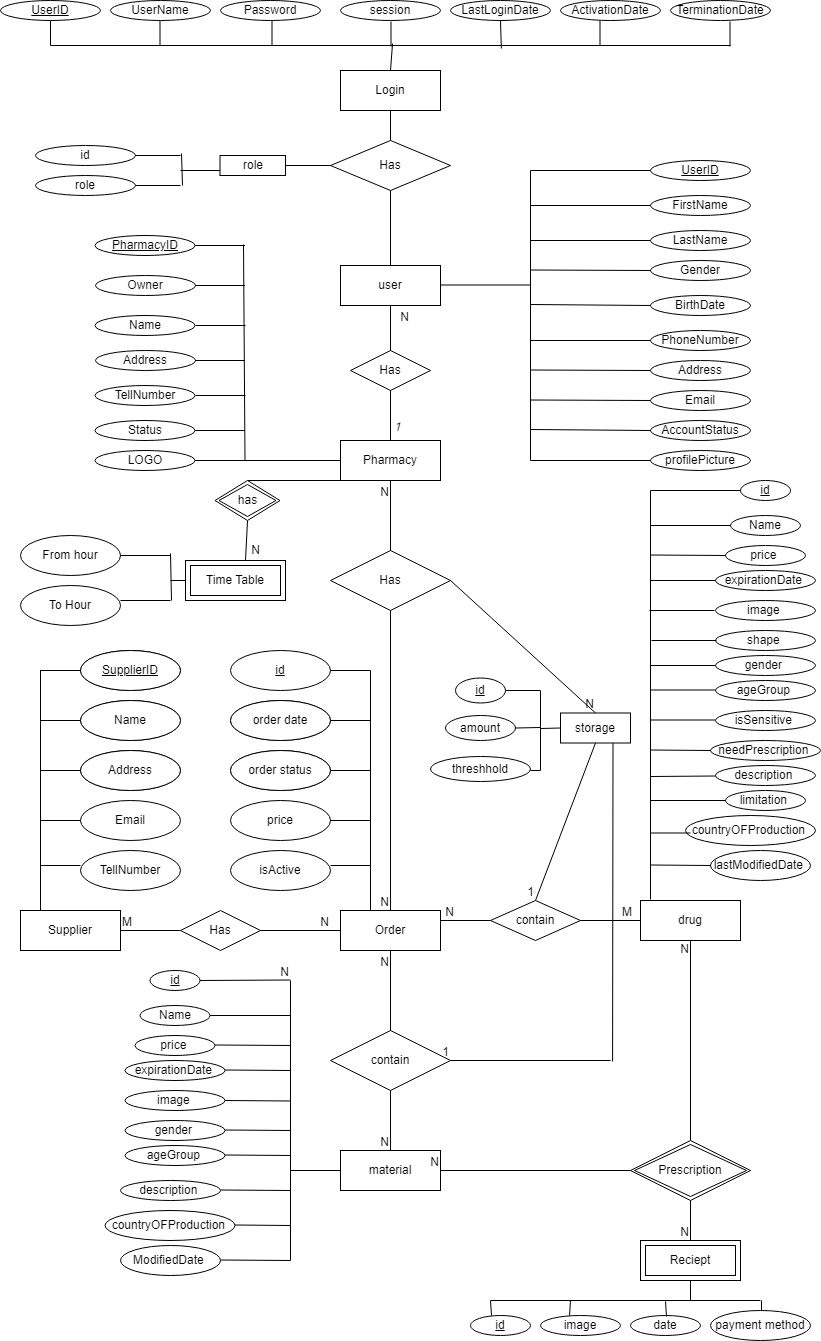 UserID
UserName
Password
session
LastLoginDate
ActivationDate
TerminationDate
Login
id
role
role
Has
UserID
FirstName
LastName
Gender
BirthDate
PhoneNumber
Address
Email
AccountStatus
profilePicture
PharmacyID
Owner
Name
Address
TellNumber
Status
LOGO
user
N
Has
1
Pharmacy
N
has
N
From hour
To Hour
Time Table
Has
id
Name
price
expirationDate
image
shape
gender
ageGroup
isSensitive
needPrescription
description
limitation
countryOFProduction
lastModifiedDate
SupplierID
Name
Address
Email
TellNumber
id
order date
order status
price
isActive
id
amount
threshhold
N
storage
Supplier
M
Has
N
N
Order
N
N
1
contain
M
drug
N
N
id
Name
price
expirationDate
image
gender
ageGroup
description
countryOFProduction
ModifiedDate
contain
1
N
material
N
Prescription
N
Reciept
id
image
date
payment method